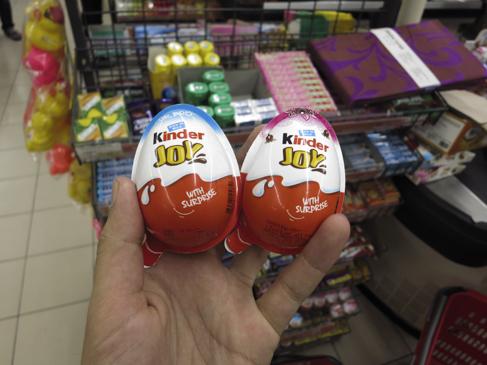 Kinder
JOY
WITH
SURPRISE
Kinder
JOY
WITH
SURPRISE